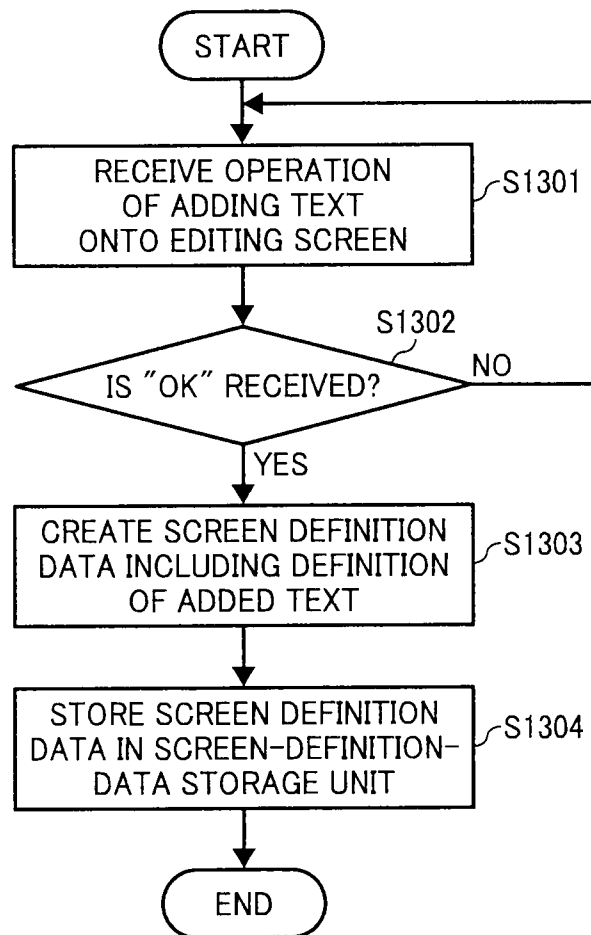 START
RECEIVE OPERATION
OF ADDING TEXT
ONTO EDITING SCREEN
S1301
S1302
IS "OK" RECEIVED?
NO
YES
CREATE SCREEN DEFINITION
DATA INCLUDING DEFINITION
OF ADDED TEXT
S1303
STORE SCREEN DEFINITION
DATA IN SCREEN-DEFINITION-
DATA STORAGE UNIT
S1304
END